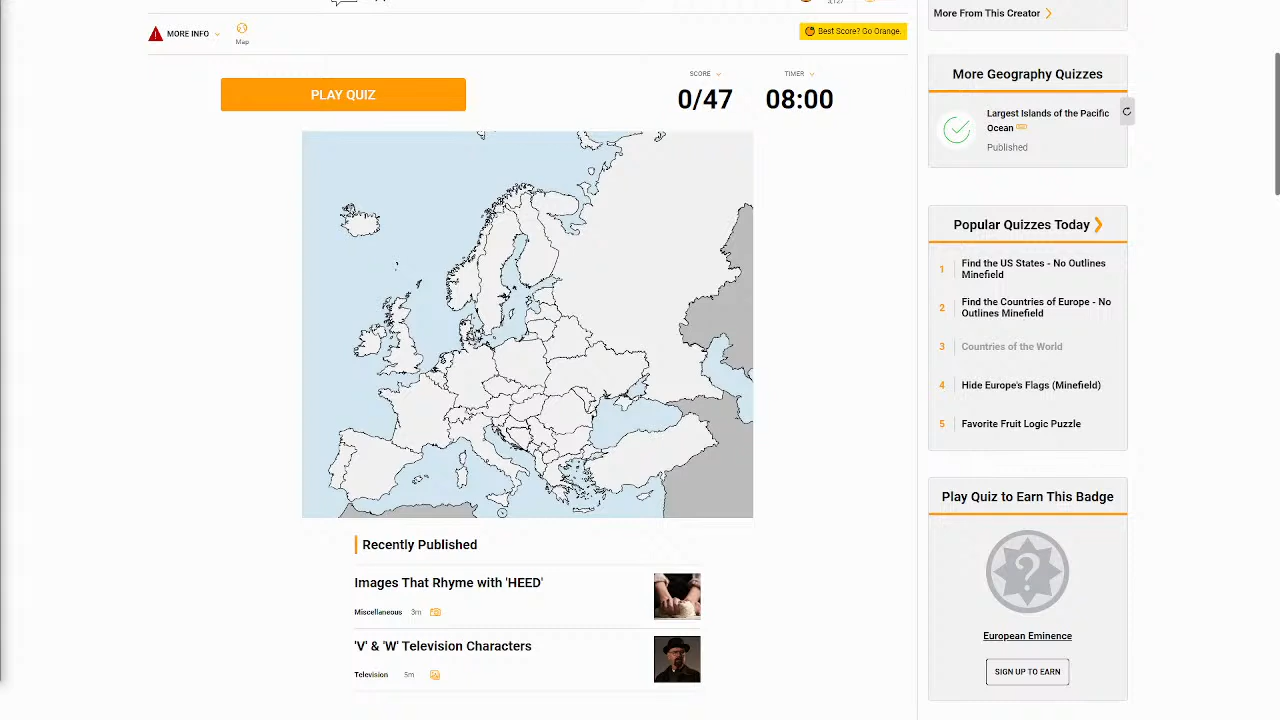 More From This Creator
MORE INFO
Map
Best Score? Go Orange.
PLAY QUIZ
SCORE
0/47
TIMER
08:00
More Geography Quizzes
Largest Islands of the Pacific
Ocean
Published
Popular Quizzes Today
1 Find the US States - No Outlines
Minefield
2 Find the Countries of Europe - No
Outlines Minefield
3 Countries of the World
4 Hide Europe's Flags (Minefield)
5 Favorite Fruit Logic Puzzle
Play Quiz to Earn This Badge
European Eminence
SIGN UP TO EARN
Recently Published
Images That Rhyme with 'HEED'
Miscellaneous 3m
'V' & 'W' Television Characters
Television 5m